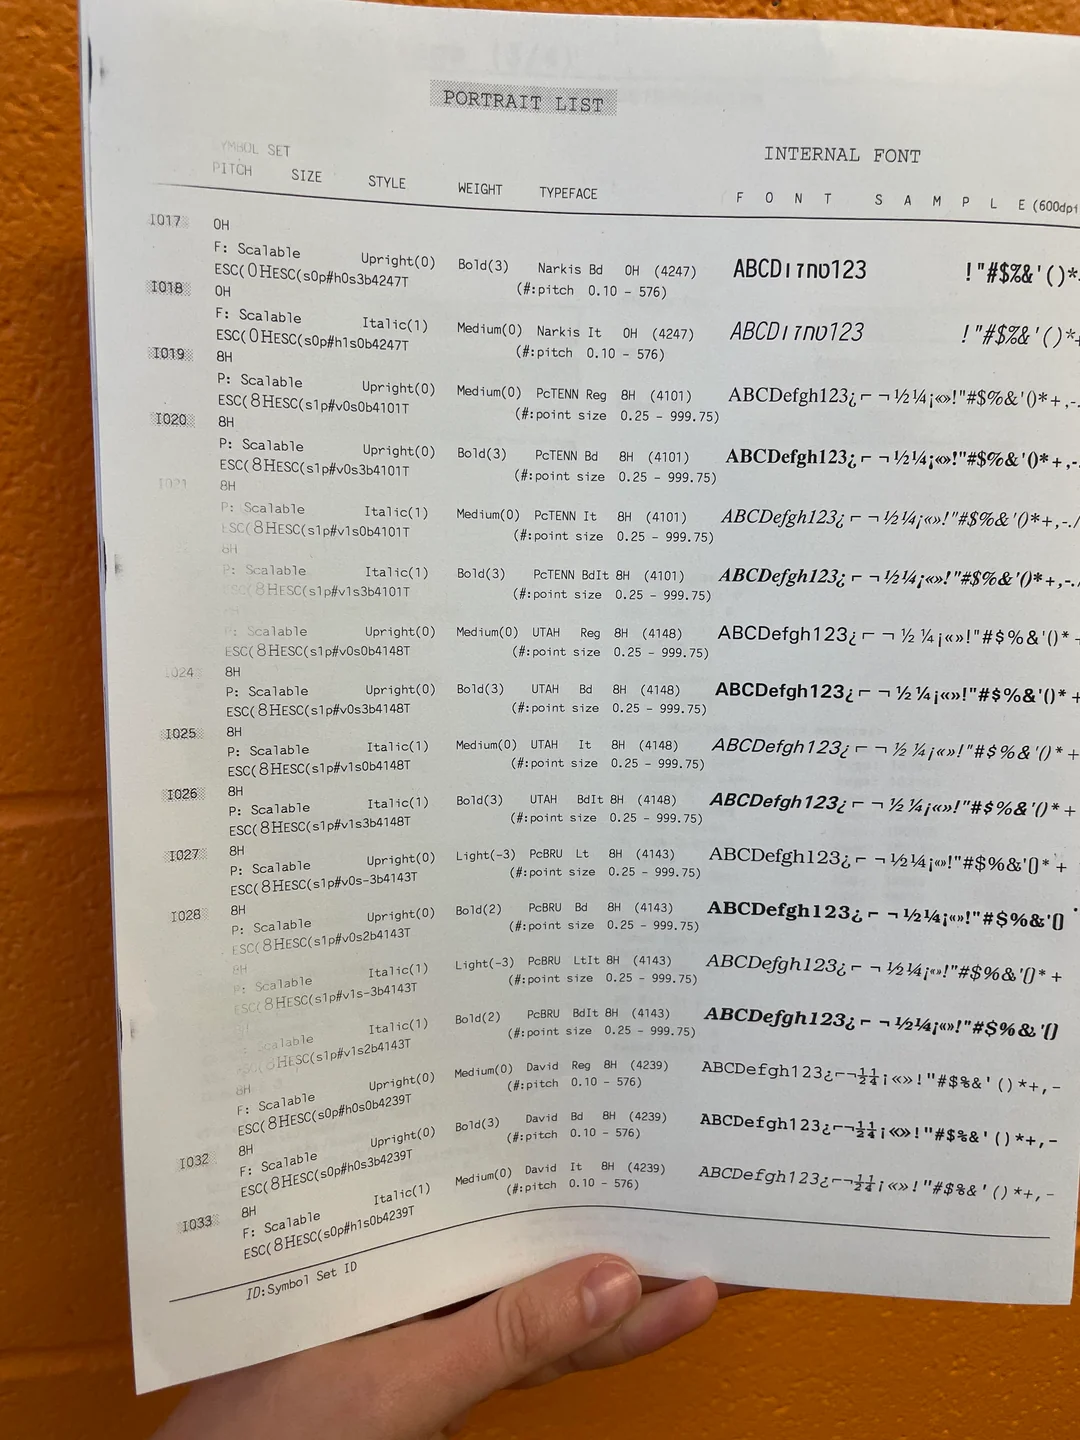 PORTRAIT LIST
SYMBOL SET
INTERNAL FONT
PITCH SIZE STYLE WEIGHT TYPEFACE F O N T S A M P L E (600dpi
I017 0H
F: Scalable Upright(0) Bold(3) Narkis Bd 0H (4247) ABCDוזחט123 !"#$%&'()*
ESC(0HESC(s0p#h0s3b4247T (#:pitch 0.10 - 576)
I018 0H
F: Scalable Italic(1) Medium(0) Narkis It 0H (4247) ABCDוזחט123 !"#$%&'()*
ESC(0HESC(s0p#h1s0b4247T (#:pitch 0.10 - 576)
I019 8H
P: Scalable Upright(0) Medium(0) PcTENN Reg 8H (4101) ABCDefgh123¿⌐¬½¼¡«»!"#$%&'()*+,-.
ESC(8HESC(s1p#v0s0b4101T (#:point size 0.25 - 999.75)
I020 8H
P: Scalable Upright(0) Bold(3) PcTENN Bd 8H (4101) ABCDefgh123¿⌐¬½¼¡«»!"#$%&'()*+,-.
ESC(8HESC(s1p#v0s3b4101T (#:point size 0.25 - 999.75)
I021 8H
P: Scalable Italic(1) Medium(0) PcTENN It 8H (4101) ABCDefgh123¿⌐¬½¼¡«»!"#$%&'()*+,-./
ESC(8HESC(s1p#v1s0b4101T (#:point size 0.25 - 999.75)
8H
P: Scalable Italic(1) Bold(3) PcTENN BdIt 8H (4101) ABCDefgh123¿⌐¬½¼¡«»!"#$%&'()*+,-.
ESC(8HESC(s1p#v1s3b4101T (#:point size 0.25 - 999.75)
P: Scalable Upright(0) Medium(0) UTAH Reg 8H (4148) ABCDefgh123¿⌐¬½¼¡«»!"#$%&'()*
ESC(8HESC(s1p#v0s0b4148T (#:point size 0.25 - 999.75)
I024 8H
P: Scalable Upright(0) Bold(3) UTAH Bd 8H (4148) ABCDefgh123¿⌐¬½¼¡«»!"#$%&'()*+
ESC(8HESC(s1p#v0s3b4148T (#:point size 0.25 - 999.75)
I025 8H
P: Scalable Italic(1) Medium(0) UTAH It 8H (4148) ABCDefgh123¿⌐¬½¼¡«»!"#$%&'()*+
ESC(8HESC(s1p#v1s0b4148T (#:point size 0.25 - 999.75)
I026 8H
P: Scalable Italic(1) Bold(3) UTAH BdIt 8H (4148) ABCDefgh123¿⌐¬½¼¡«»!"#$%&'()*+
ESC(8HESC(s1p#v1s3b4148T (#:point size 0.25 - 999.75)
I027 8H
P: Scalable Upright(0) Light(-3) PcBRU Lt 8H (4143) ABCDefgh123¿⌐¬½¼¡«»!"#$%&'()*+
ESC(8HESC(s1p#v0s-3b4143T (#:point size 0.25 - 999.75)
I028 8H
P: Scalable Upright(0) Bold(2) PcBRU Bd 8H (4143) ABCDefgh123¿⌐¬½¼¡«»!"#$%&'()
ESC(8HESC(s1p#v0s2b4143T (#:point size 0.25 - 999.75)
8H
P: Scalable Italic(1) Light(-3) PcBRU LtIt 8H (4143) ABCDefgh123¿⌐¬½¼¡«»!"#$%&'()*+
ESC(8HESC(s1p#v1s-3b4143T (#:point size 0.25 - 999.75)
Scalable Italic(1) Bold(2) PcBRU BdIt 8H (4143) ABCDefgh123¿⌐¬½¼¡«»!"#$%&'()
ESC(8HESC(s1p#v1s2b4143T (#:point size 0.25 - 999.75)
8H
F: Scalable Upright(0) Medium(0) David Reg 8H (4239) ABCDefgh123¿⌐¬½¼¡«»!"#$%&'()*+,-
ESC(8HESC(s0p#h0s0b4239T (#:pitch 0.10 - 576)
I032 8H
F: Scalable Upright(0) Bold(3) David Bd 8H (4239) ABCDefgh123¿⌐¬½¼¡«»!"#$%&'()*+,-
ESC(8HESC(s0p#h0s3b4239T (#:pitch 0.10 - 576)
I033 8H
F: Scalable Italic(1) Medium(0) David It 8H (4239) ABCDefgh123¿⌐¬½¼¡«»!"#$%&'()*+,-
ESC(8HESC(s0p#h1s0b4239T (#:pitch 0.10 - 576)
ID:Symbol Set ID